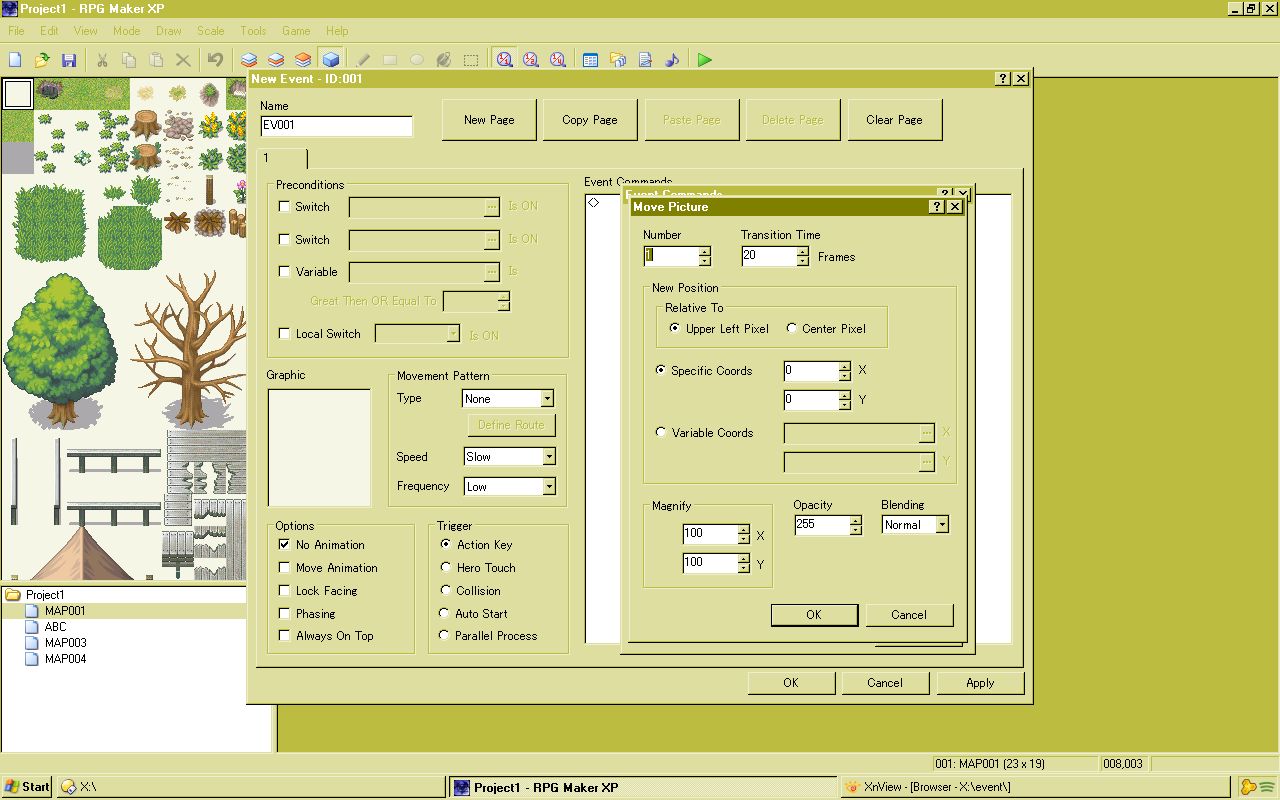 Project1 - RPG Maker XP
File Edit View Mode Draw Scale Tools Game Help
New Event - ID:001
Name
EV001
New Page Copy Page Paste Page Delete Page Clear Page
1
Preconditions
Switch Is ON
Switch Is ON
Variable Is
Great Then OR Equal To
Local Switch Is ON
Graphic
Movement Pattern
Type None
Define Route
Speed Slow
Frequency Low
Options
No Animation
Move Animation
Lock Facing
Phasing
Always On Top
Trigger
Action Key
Hero Touch
Collision
Auto Start
Parallel Process
Event Commands
Event Commands
Move Picture
Number Transition Time
1 20 Frames
New Position
Relative To
Upper Left Pixel Center Pixel
Specific Coords 0 X
0 Y
Variable Coords X
Y
Magnify
100 X
100 Y
Opacity
255
Blending
Normal
OK Cancel
OK Cancel Apply
Project1
MAP001
ABC
MAP003
MAP004
001: MAP001 (23 x 19) 008,003
Start X:\ Project1 - RPG Maker XP XnView - [Browser - X:\event\]